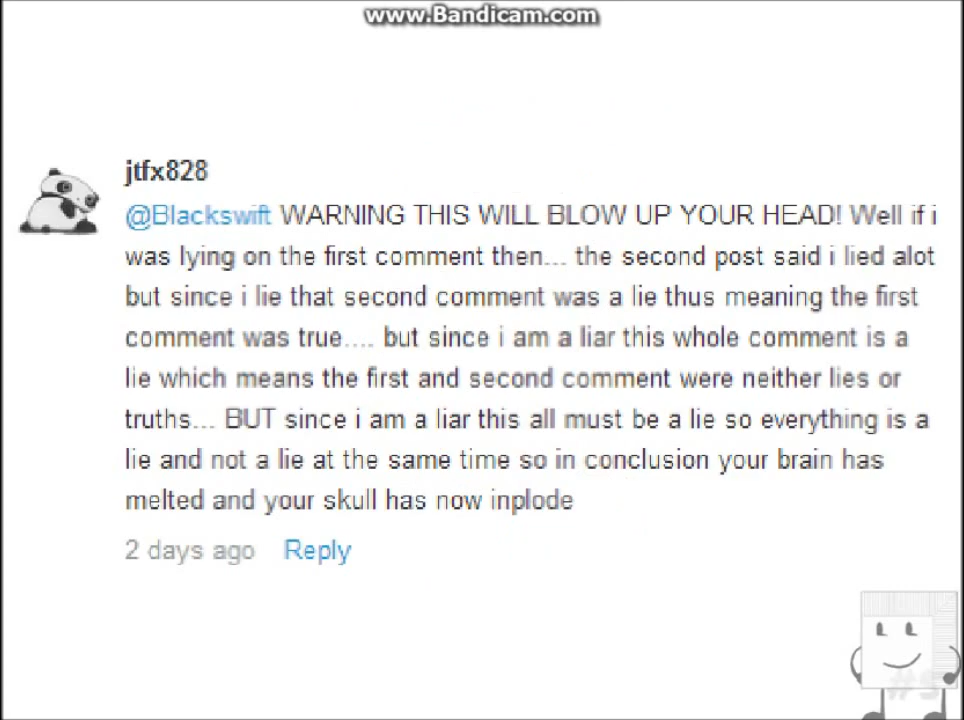 www.Bandicam.com
jtfx828
@Blackswift WARNING THIS WILL BLOW UP YOUR HEAD! Well if i
was lying on the first comment then... the second post said i lied alot
but since i lie that second comment was a lie thus meaning the first
comment was true.... but since i am a liar this whole comment is a
lie which means the first and second comment were neither lies or
truths... BUT since i am a liar this all must be a lie so everything is a
lie and not a lie at the same time so in conclusion your brain has
melted and your skull has now inplode
2 days ago Reply
#5